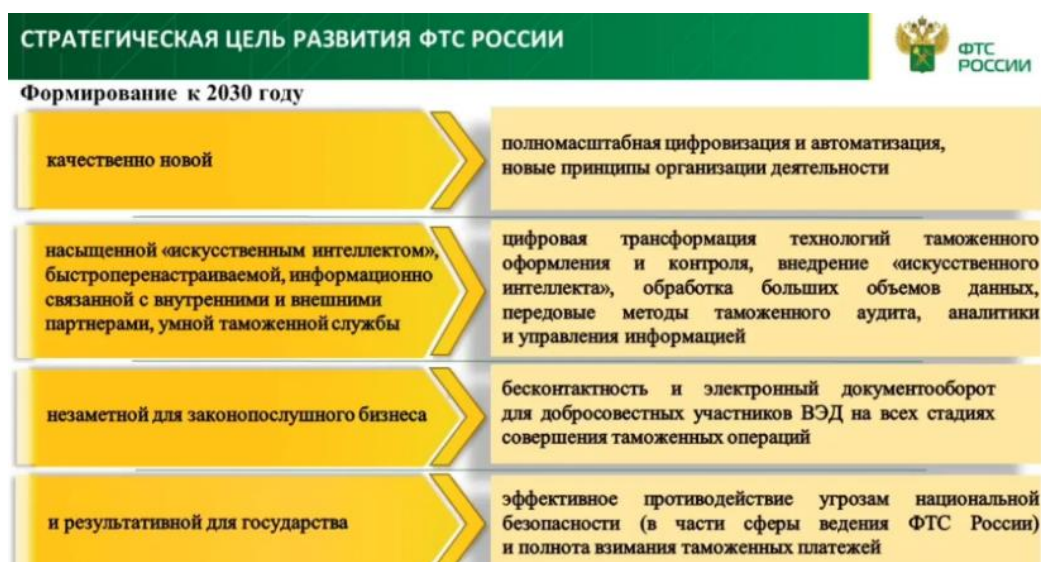 СТРАТЕГИЧЕСКАЯ ЦЕЛЬ РАЗВИТИЯ ФТС РОССИИ
ФТС
РОССИИ
Формирование к 2030 году
качественно новой
полномасштабная цифровизация и автоматизация,
новые принципы организации деятельности
насыщенной «искусственным интеллектом»,
быстроперенастраиваемой, информационно
связанной с внутренними и внешними
партнерами, умной таможенной службы
цифровая трансформация технологий таможенного
оформления и контроля, внедрение «искусственного
интеллекта», обработка больших объемов данных,
передовые методы таможенного аудита, аналитики
и управления информацией
незаметной для законопослушного бизнеса
бесконтактность и электронный документооборот
для добросовестных участников ВЭД на всех стадиях
совершения таможенных операций
и результативной для государства
эффективное противодействие угрозам национальной
безопасности (в части сферы ведения ФТС России)
и полнота взимания таможенных платежей